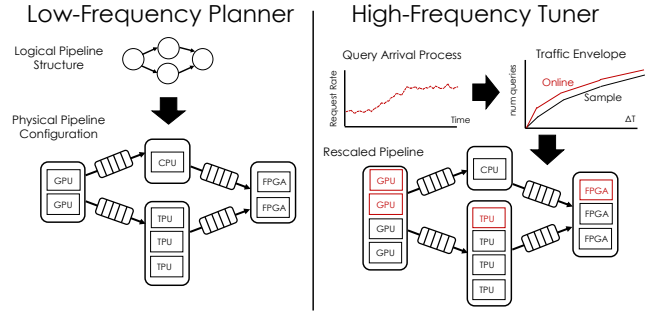 Low-Frequency Planner
Logical Pipeline
Structure
Physical Pipeline
Configuration
GPU
GPU
CPU
TPU
TPU
TPU
FPGA
FPGA
High-Frequency Tuner
Query Arrival Process
Request Rate
Time
Traffic Envelope
num queries
Online
Sample
ΔT
Rescaled Pipeline
GPU
GPU
GPU
GPU
CPU
TPU
TPU
TPU
TPU
FPGA
FPGA
FPGA